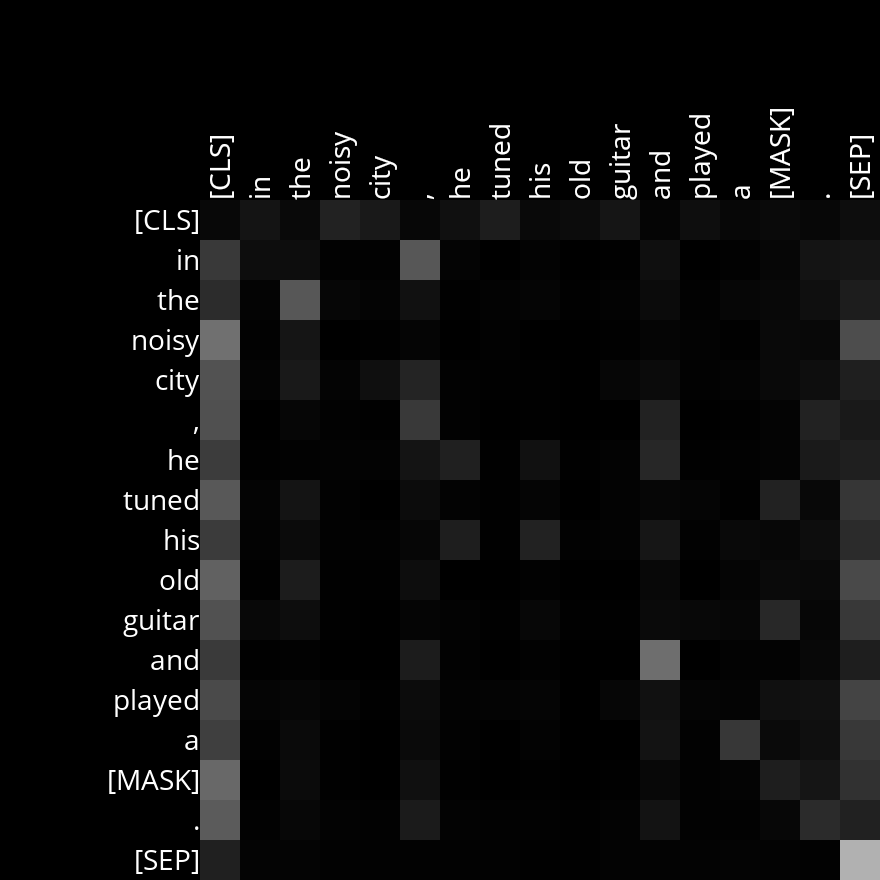 [CLS] in the noisy city , he tuned his old guitar and played a [MASK] . [SEP]
[CLS]
in
the
noisy
city
,
he
tuned
his
old
guitar
and
played
a
[MASK]
.
[SEP]